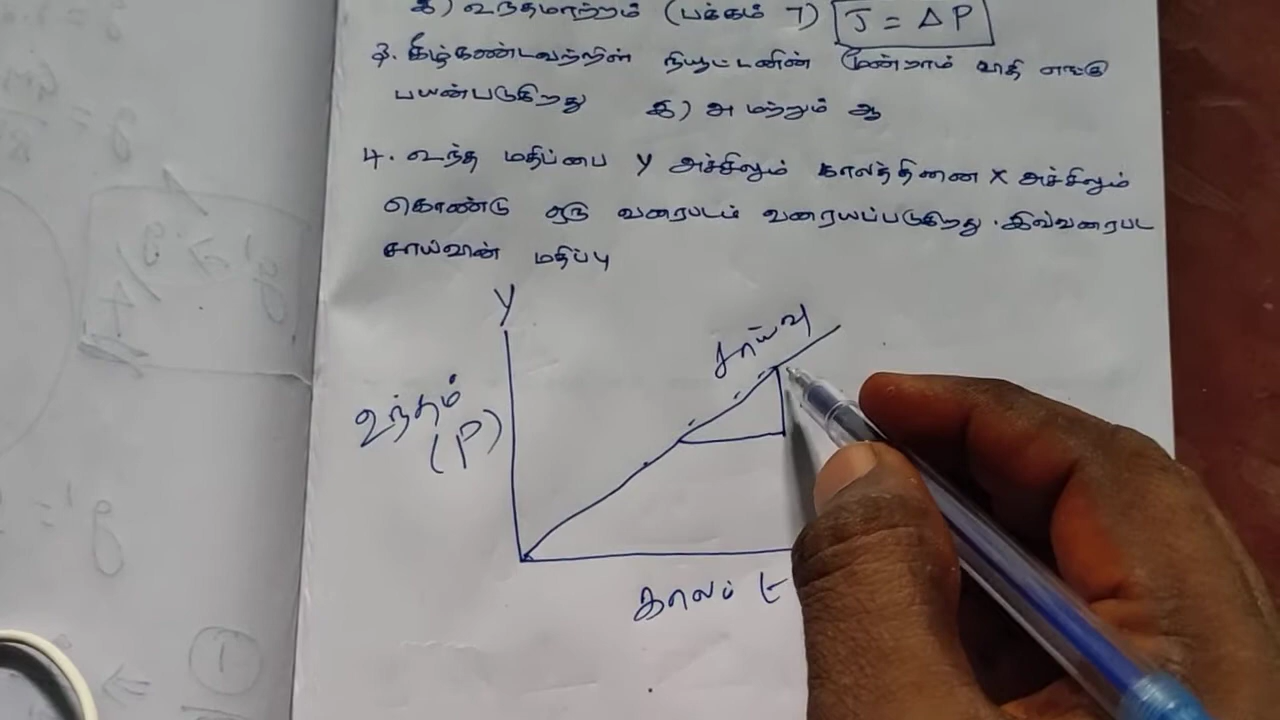 இ) உந்தமாற்றம் (பக்கம் 7) J = Δ P
3. கீழ்கண்டவற்றின் நியூட்டனின் மூன்றாம் விதி எங்கு
பயன்படுகிறது இ) அ மற்றும் ஆ
4. உந்த மதிப்பை Y அச்சிலும் காலத்தினை X அச்சிலும்
கொண்டு ஒரு வரைபடம் வரையப்படுகிறது. இவ்வரைபட
சாய்வின் மதிப்பு
Y
சாய்வு
உந்தம்
(P)
காலம் t